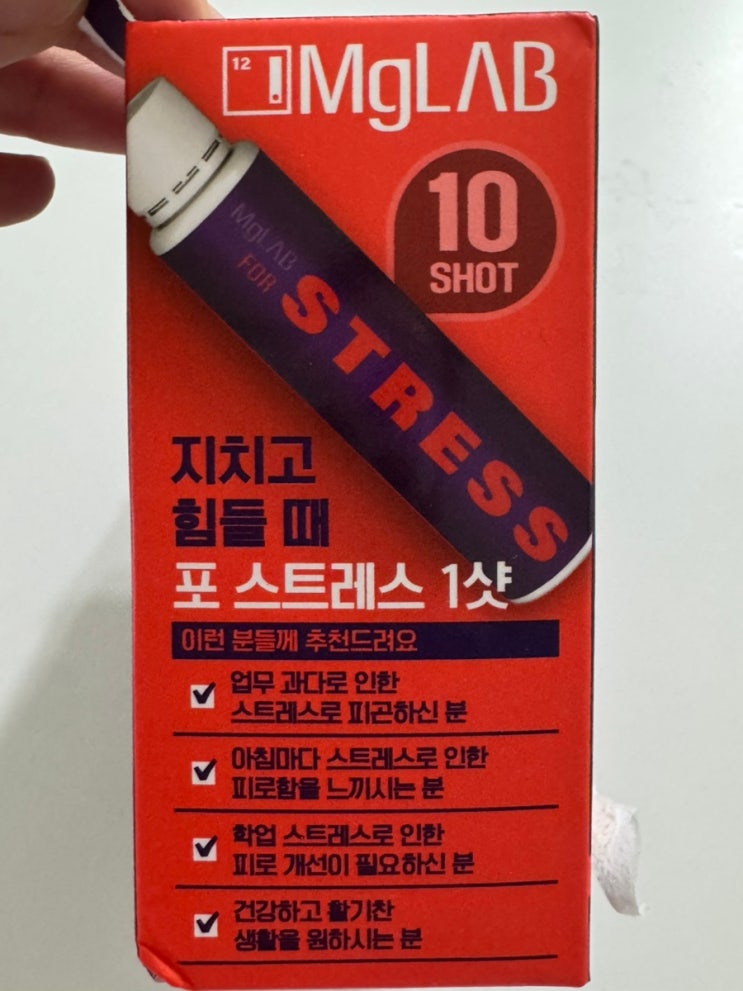 12
MgLAB
10
SHOT
MgLAB
FOR
STRESS
지치고
힘들 때
포 스트레스 1샷
이런 분들께 추천드려요
업무 과다로 인한
스트레스로 피곤하신 분
아침마다 스트레스로 인한
피로함을 느끼시는 분
학업 스트레스로 인한
피로 개선이 필요하신 분
건강하고 활기찬
생활을 원하시는 분